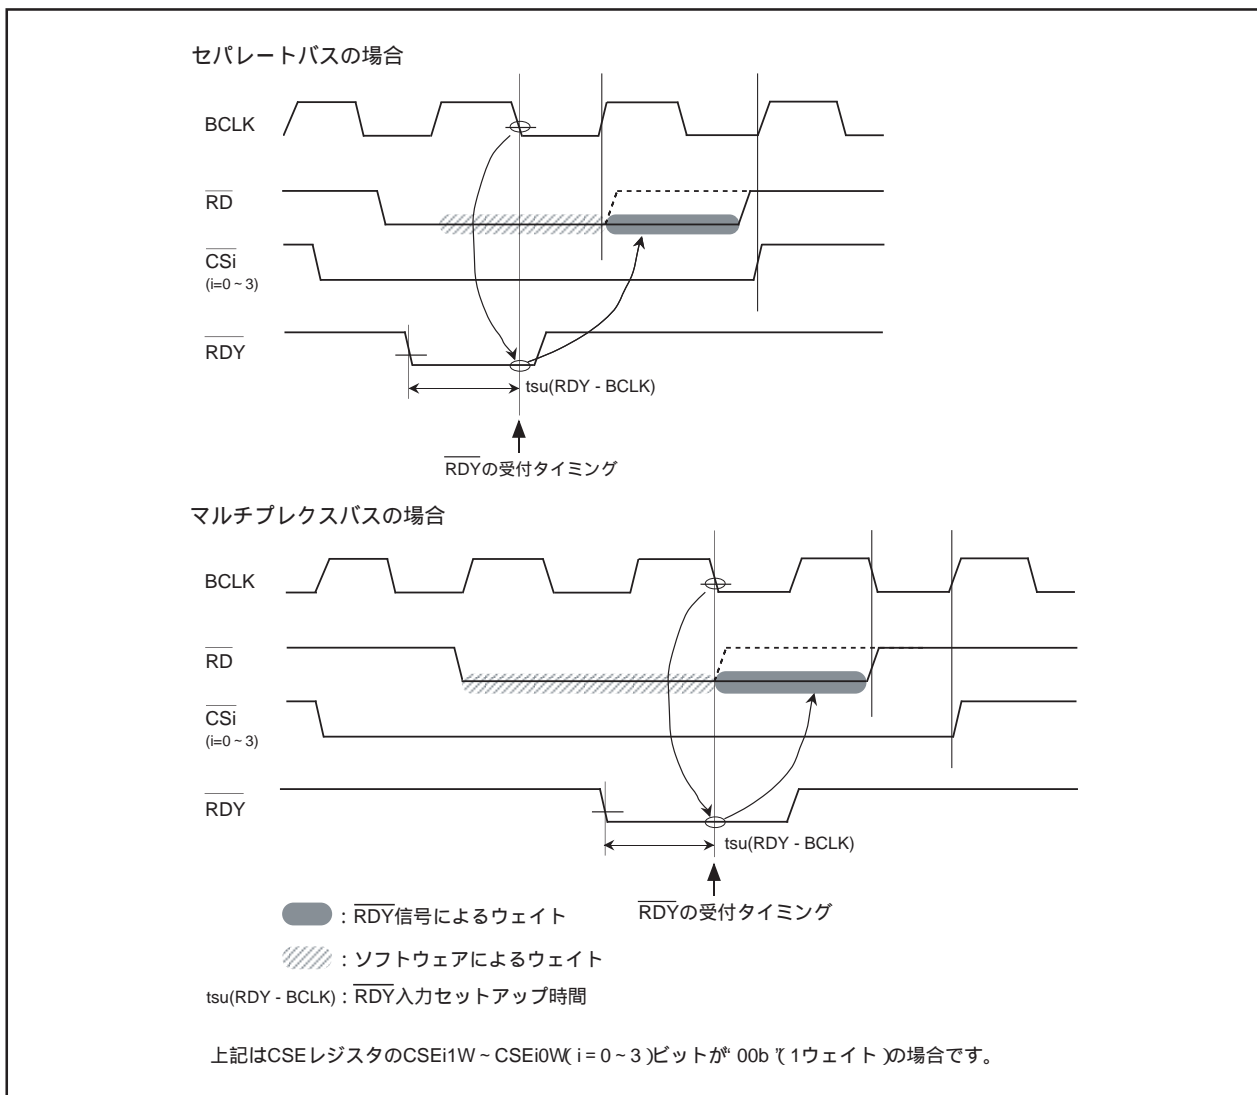 セパレートバスの場合
BCLK
RD
CSi
(i=0~3)
RDY
tsu(RDY - BCLK)
RDYの受付タイミング
マルチプレクスバスの場合
BCLK
RD
CSi
(i=0~3)
RDY
tsu(RDY - BCLK)
RDYの受付タイミング
:RDY信号によるウェイト
:ソフトウェアによるウェイト
tsu(RDY - BCLK):RDY入力セットアップ時間
上記はCSEレジスタのCSEi1W~CSEi0W(i=0~3)ビットが“00b”(1ウェイト)の場合です。